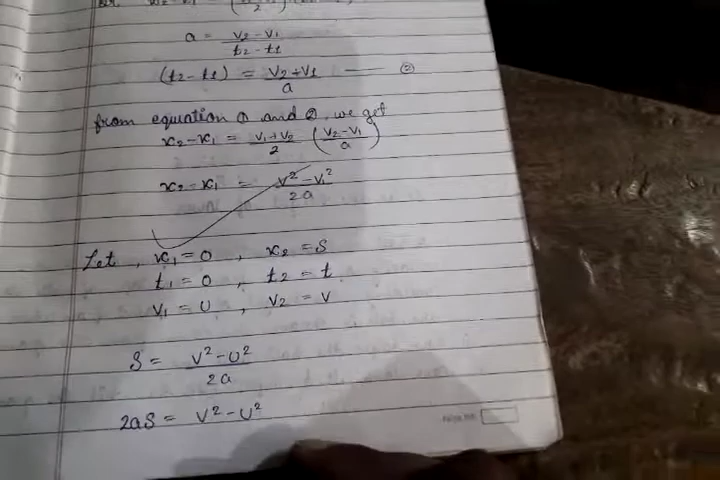 a = v2 - v1 / t2 - t1
(t2 - t1) = v2 + v1 / a — ②
from equation ① and ②, we get
x2 - x1 = v1 + v2 / 2 (v2 - v1 / a)
x2 - x1 = v² - v1² / 2a
Let, x1 = 0, x2 = S
t1 = 0, t2 = t
v1 = U, v2 = v
S = v² - U² / 2a
2aS = v² - U²